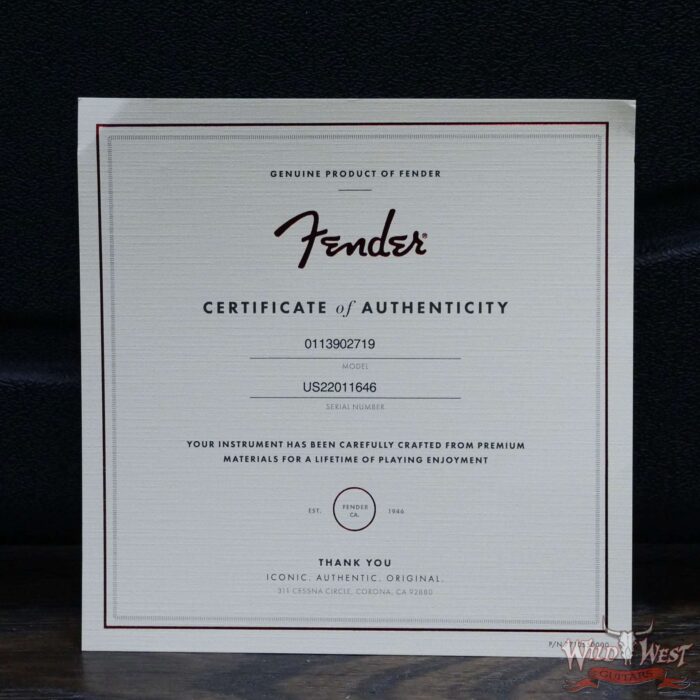 GENUINE PRODUCT OF FENDER
Fender®
CERTIFICATE of AUTHENTICITY
0113902719
MODEL
US22011646
SERIAL NUMBER
YOUR INSTRUMENT HAS BEEN CAREFULLY CRAFTED FROM PREMIUM
MATERIALS FOR A LIFETIME OF PLAYING ENJOYMENT
EST. FENDER CA. 1946
THANK YOU
ICONIC. AUTHENTIC. ORIGINAL.
311 CESSNA CIRCLE, CORONA, CA 92880
P/N
WILD WEST
GUITARS